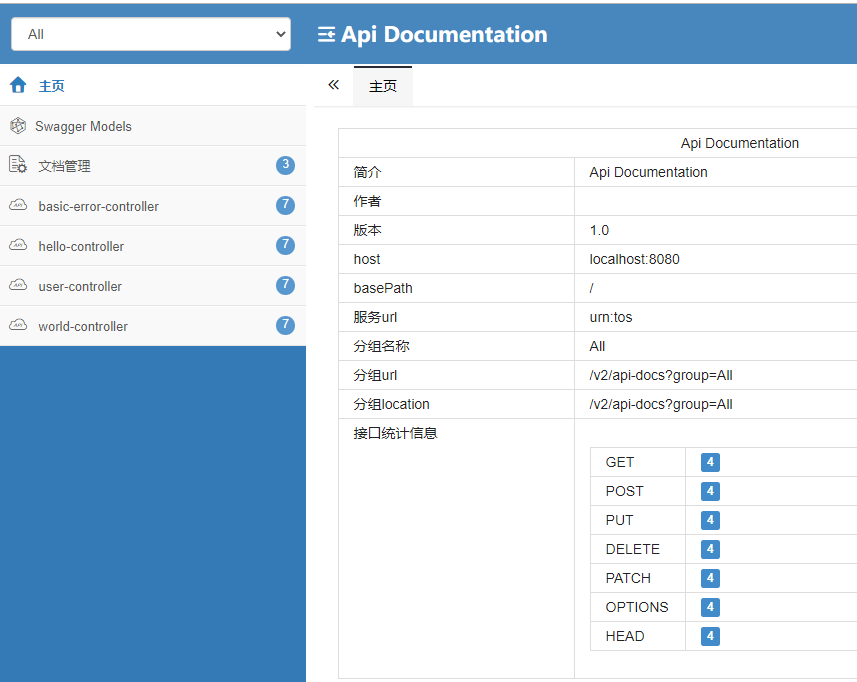 All
Api Documentation
主页
Swagger Models
文档管理 3
basic-error-controller 7
hello-controller 7
user-controller 7
world-controller 7
主页
Api Documentation
简介 Api Documentation
作者
版本 1.0
host localhost:8080
basePath /
服务url urn:tos
分组名称 All
分组url /v2/api-docs?group=All
分组location /v2/api-docs?group=All
接口统计信息
GET 4
POST 4
PUT 4
DELETE 4
PATCH 4
OPTIONS 4
HEAD 4